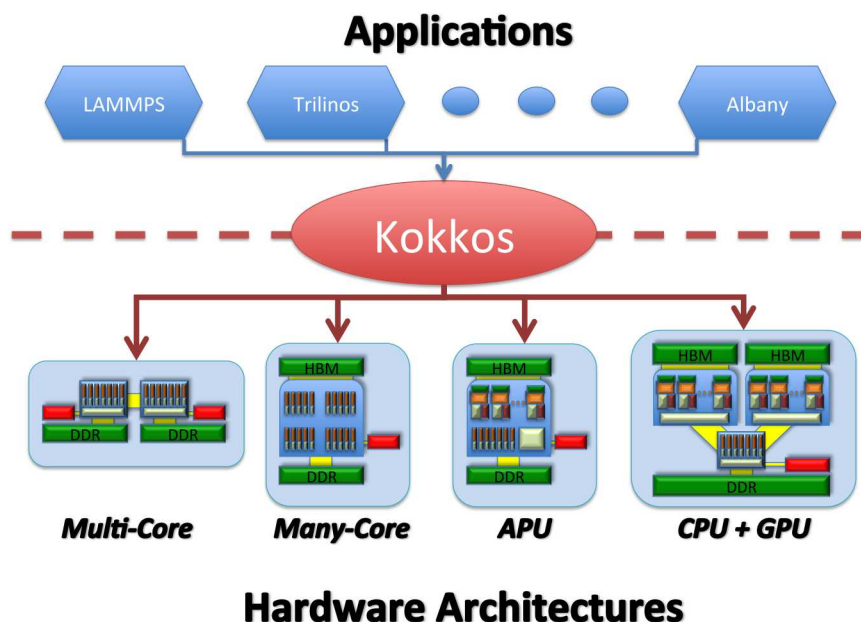 Applications
LAMMPS
Trilinos
Albany
Kokkos
DDR
DDR
HBM
DDR
HBM
DDR
HBM
HBM
DDR
Multi-Core
Many-Core
APU
CPU + GPU
Hardware Architectures